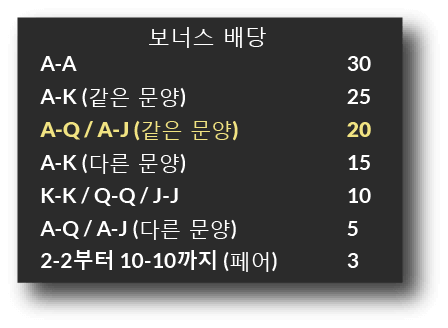 보너스 배당
A-A 30
A-K (같은 문양) 25
A-Q / A-J (같은 문양) 20
A-K (다른 문양) 15
K-K / Q-Q / J-J 10
A-Q / A-J (다른 문양) 5
2-2부터 10-10까지 (페어) 3